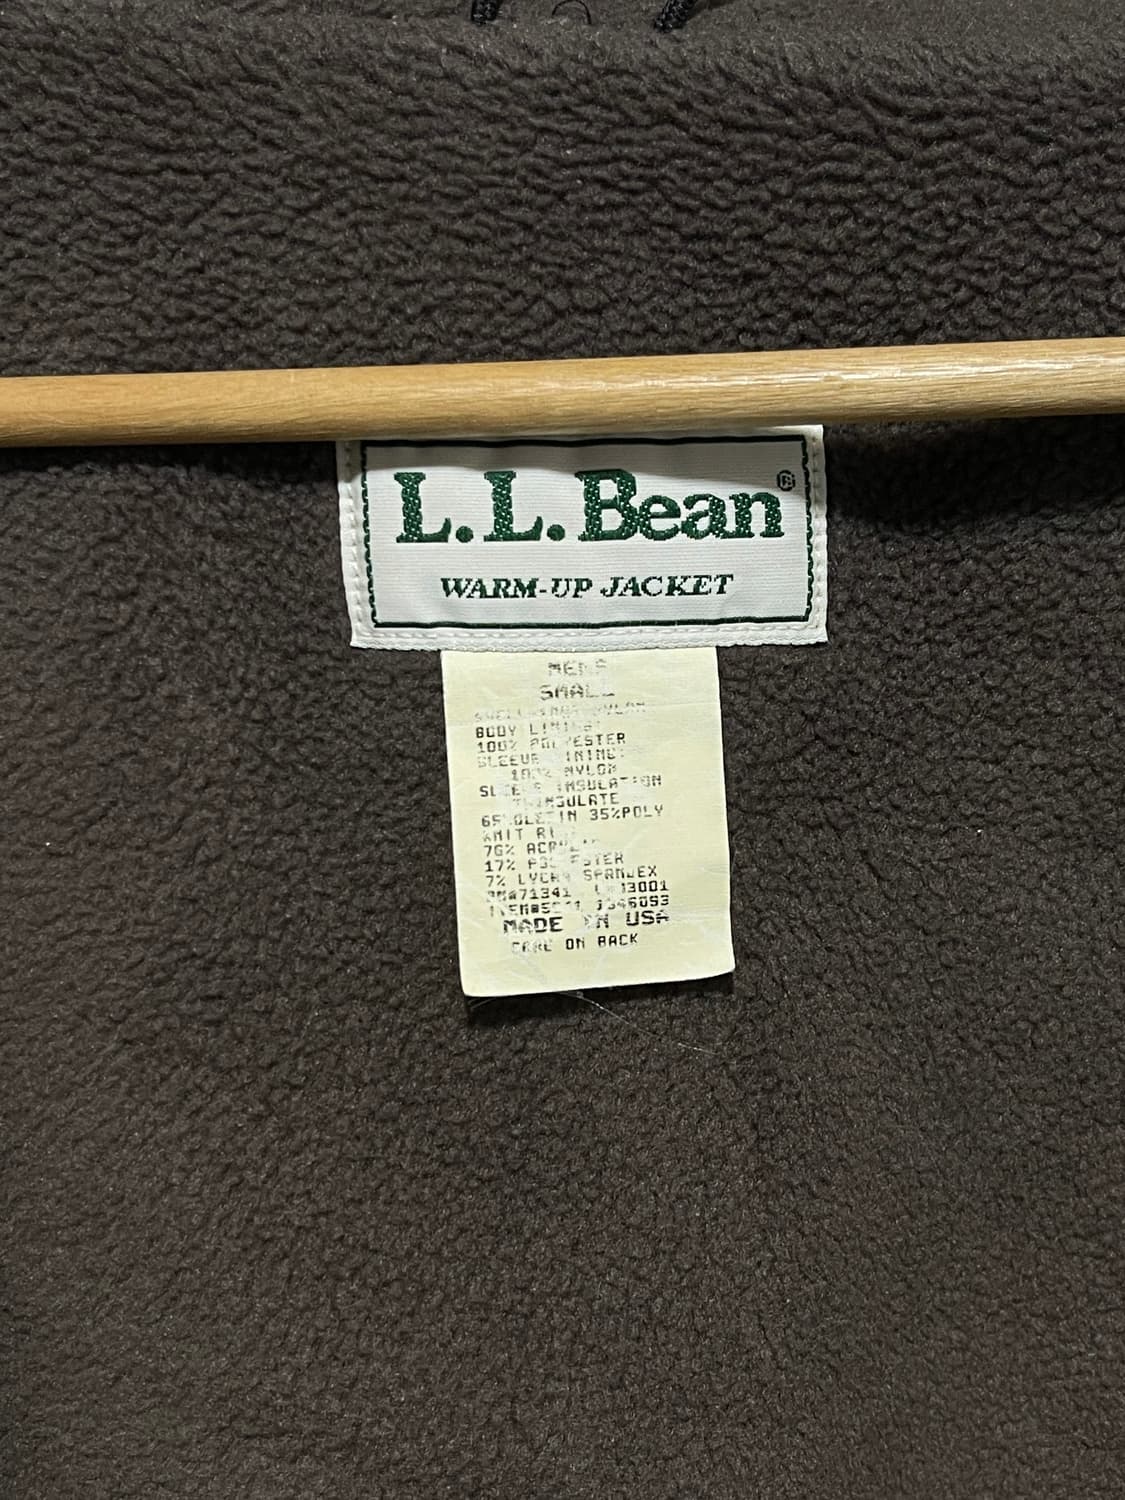 L.L.Bean®
WARM-UP JACKET
MENS
SMALL
BODY LINING:
100% POLYESTER
SLEEVE LINING:
100% NYLON
SLEEVE INSULATION
THINSULATE
65% OLEFIN 35%POLY
KNIT
76% ACRYLIC
17% POLYESTER
7% LYCRA SPANDEX
MADE IN USA
CARE ON BACK